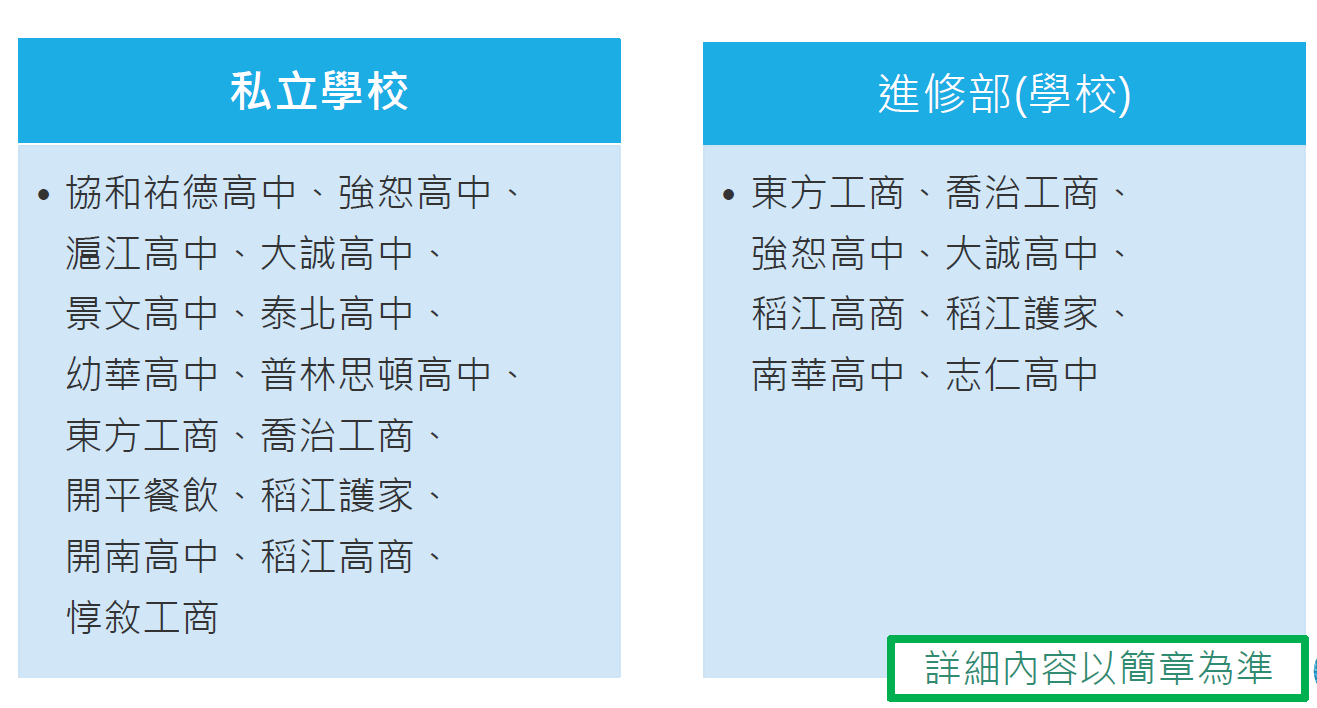 私立學校
• 協和祐德高中、強恕高中、
滬江高中、大誠高中、
景文高中、泰北高中、
幼華高中、普林思頓高中、
東方工商、喬治工商、
開平餐飲、稻江護家、
開南高中、稻江高商、
惇敘工商
進修部(學校)
• 東方工商、喬治工商、
強恕高中、大誠高中、
稻江高商、稻江護家、
南華高中、志仁高中
詳細內容以簡章為準